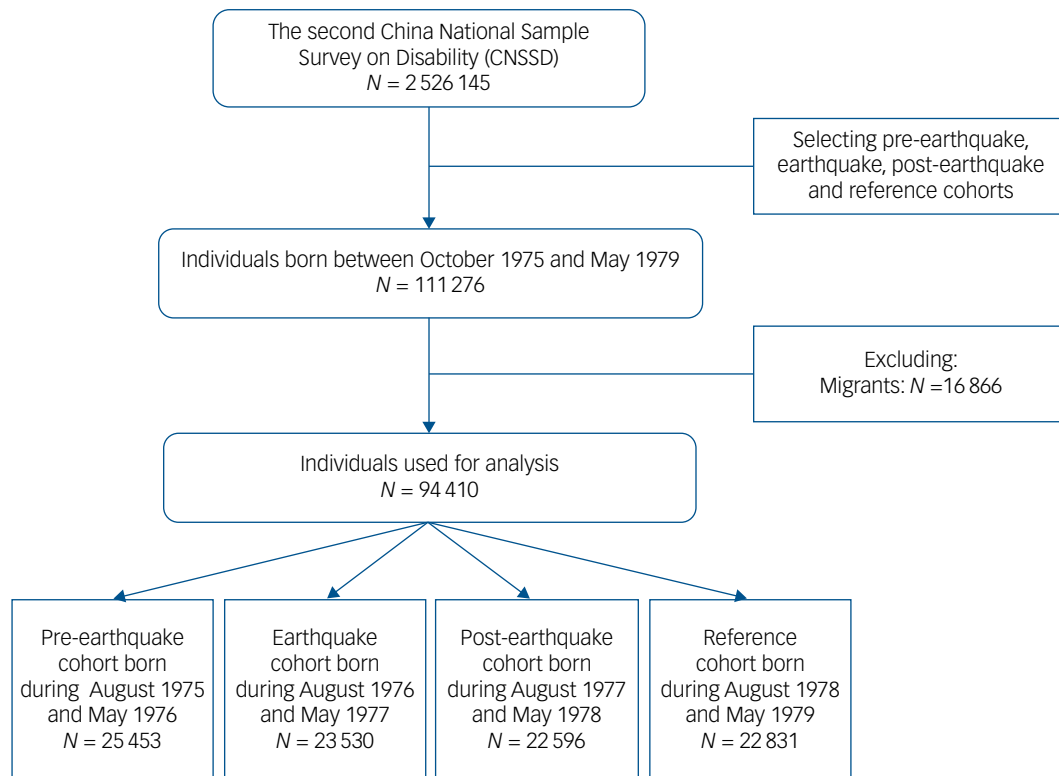 The second China National Sample
Survey on Disability (CNSSD)
N = 2 526 145
Selecting pre-earthquake,
earthquake, post-earthquake
and reference cohorts
Individuals born between October 1975 and May 1979
N = 111 276
Excluding:
Migrants: N =16 866
Individuals used for analysis
N = 94 410
Pre-earthquake
cohort born
during August 1975
and May 1976
N = 25 453
Earthquake
cohort born
during August 1976
and May 1977
N = 23 530
Post-earthquake
cohort born
during August 1977
and May 1978
N = 22 596
Reference
cohort born
during August 1978
and May 1979
N = 22 831